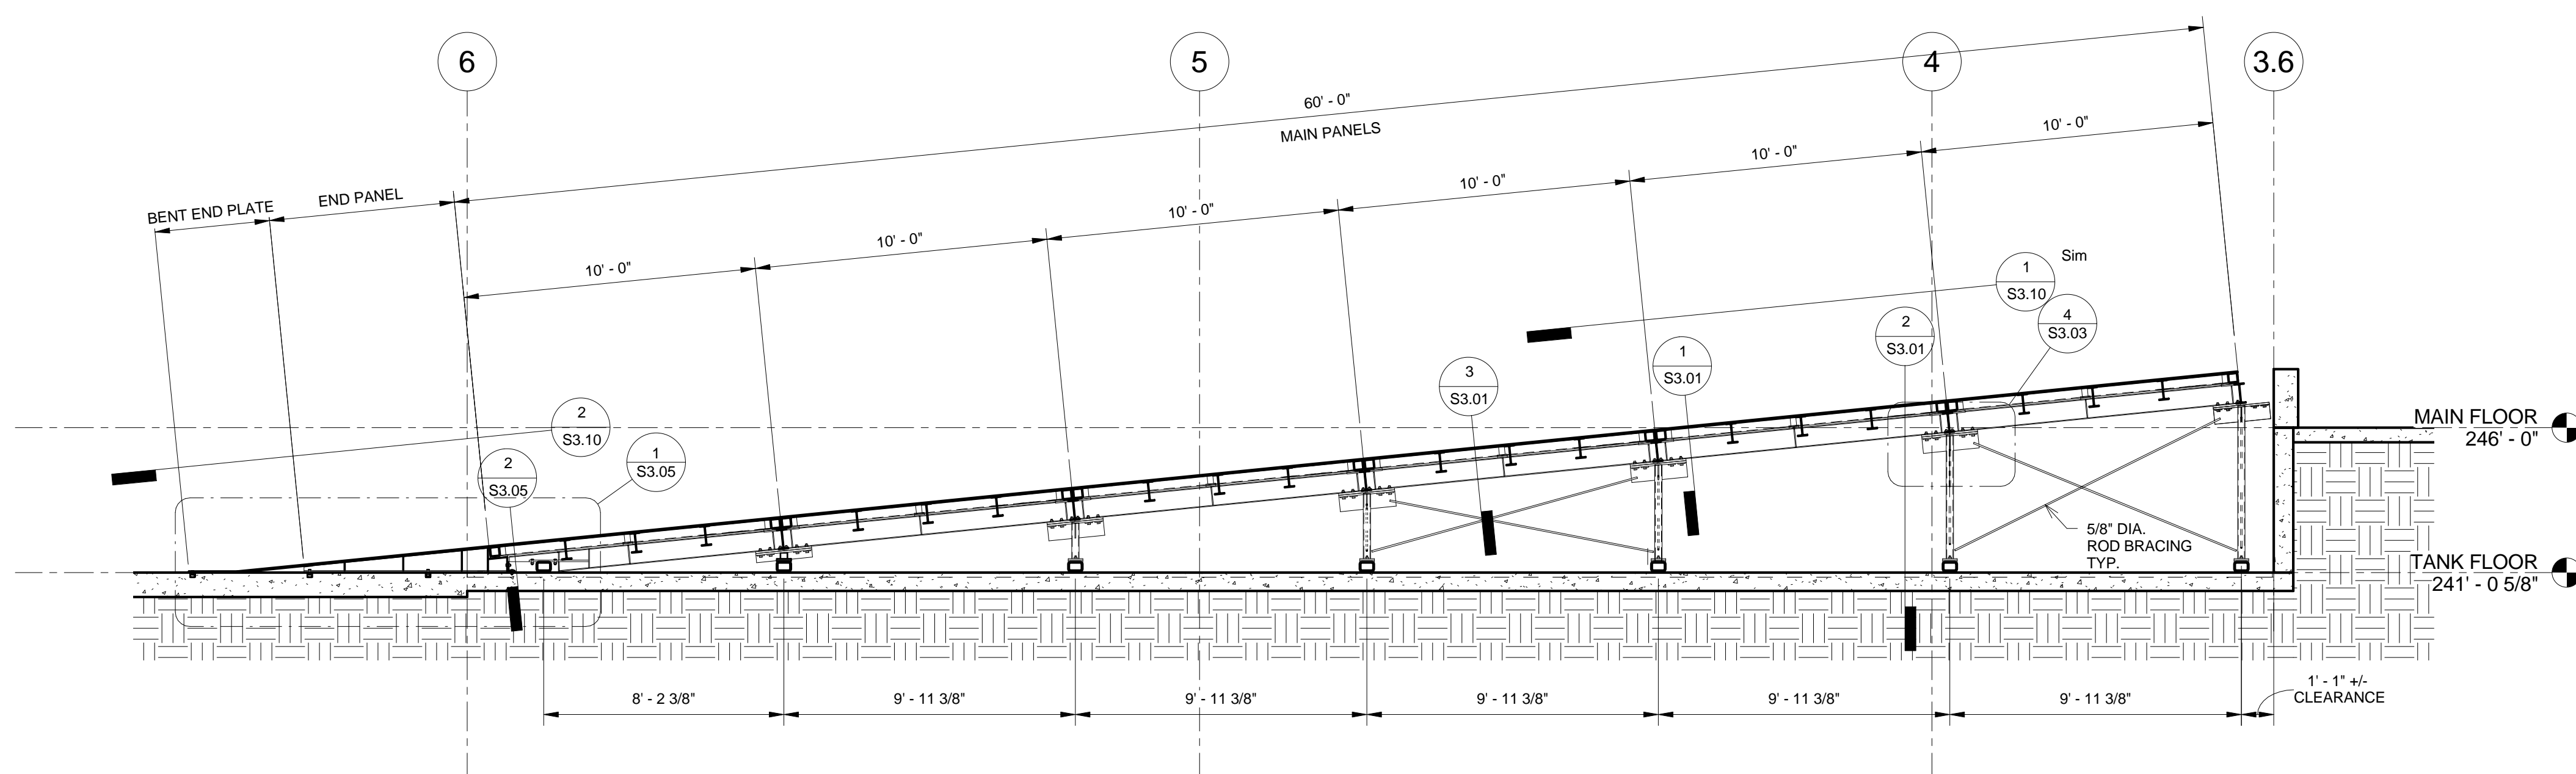 6
5
4
3.6
60' - 0"
MAIN PANELS
10' - 0"
10' - 0"
10' - 0"
10' - 0"
10' - 0"
10' - 0"
END PANEL
BENT END PLATE
1
S3.10
Sim
4
S3.03
2
S3.01
1
S3.01
3
S3.01
2
S3.10
1
S3.05
2
S3.05
MAIN FLOOR
246' - 0"
5/8" DIA.
ROD BRACING
TYP.
TANK FLOOR
241' - 0 5/8"
8' - 2 3/8"
9' - 11 3/8"
9' - 11 3/8"
9' - 11 3/8"
9' - 11 3/8"
9' - 11 3/8"
1' - 1" +/-
CLEARANCE